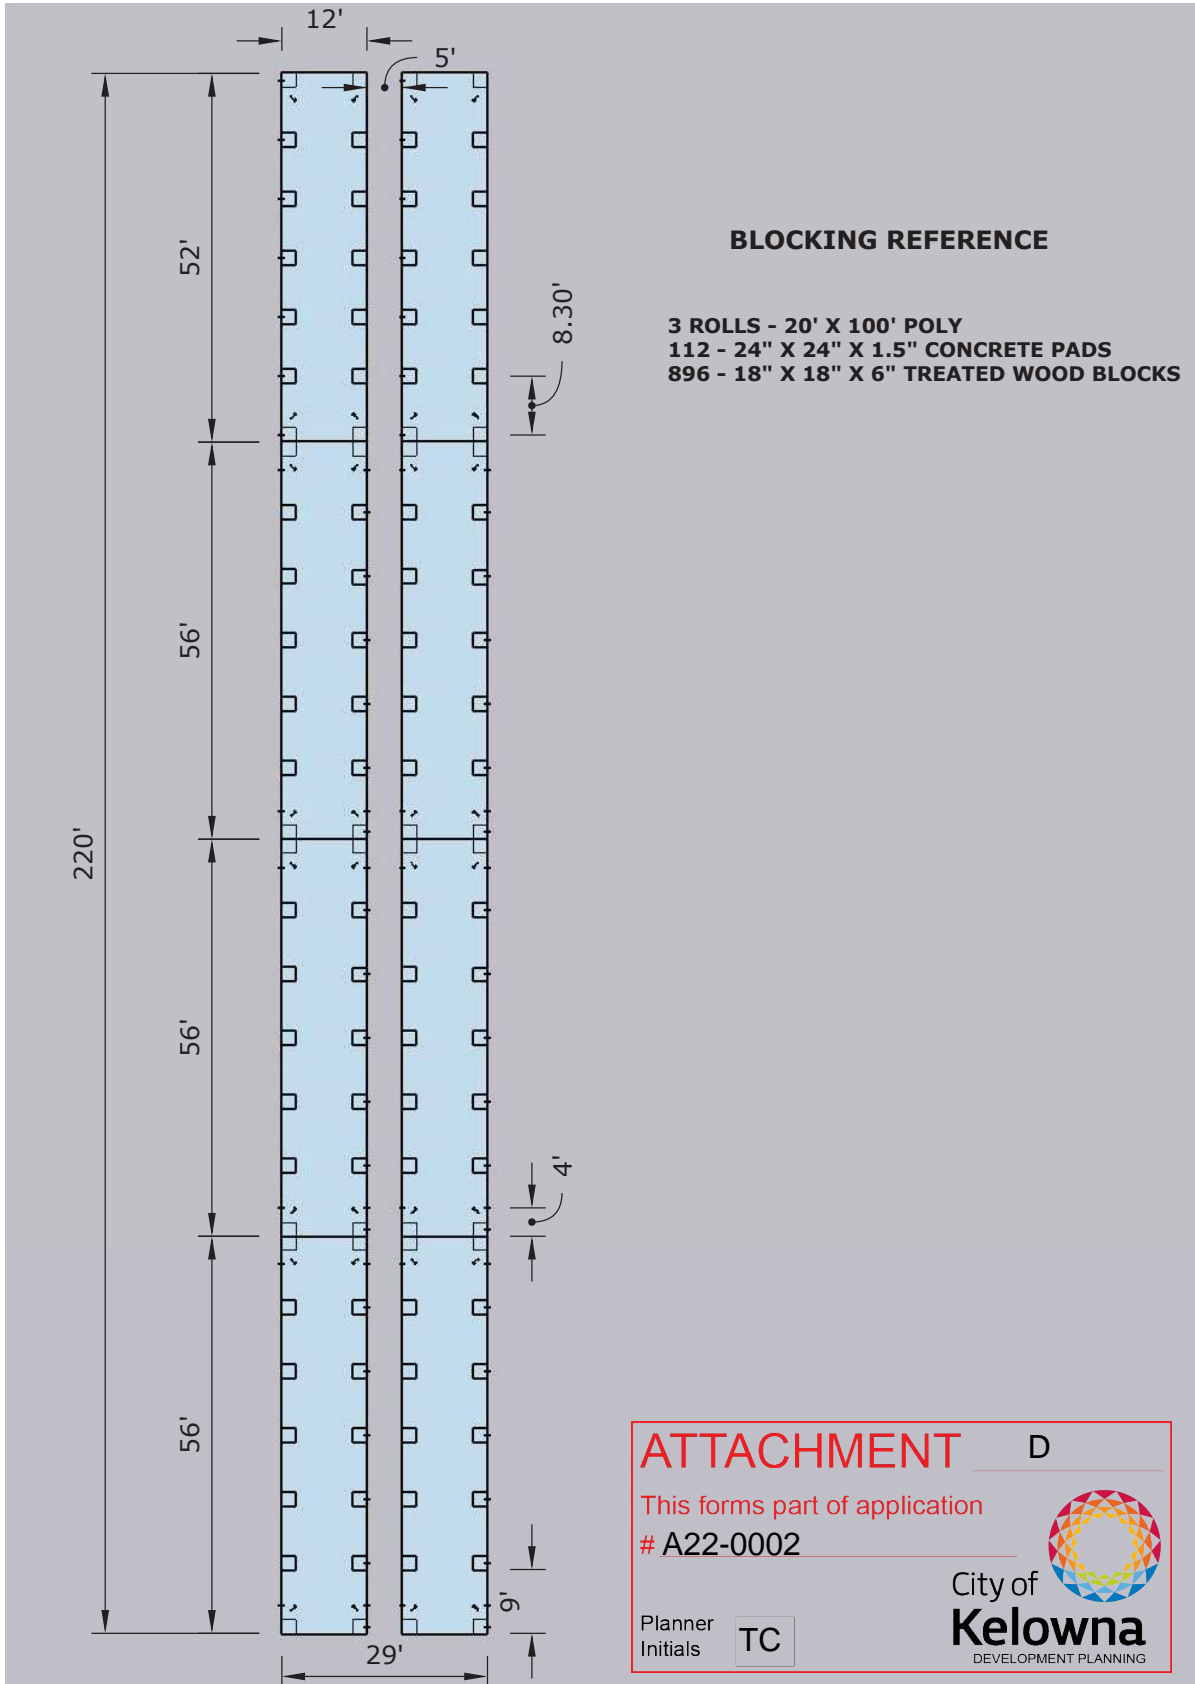 12'
5'
52'
8.30'
BLOCKING REFERENCE
3 ROLLS - 20' X 100' POLY
112 - 24" X 24" X 1.5" CONCRETE PADS
896 - 18" X 18" X 6" TREATED WOOD BLOCKS
56'
220'
56'
4'
56'
9'
29'
ATTACHMENT D
This forms part of application
# A22-0002
City of
Kelowna
DEVELOPMENT PLANNING
Planner
Initials TC